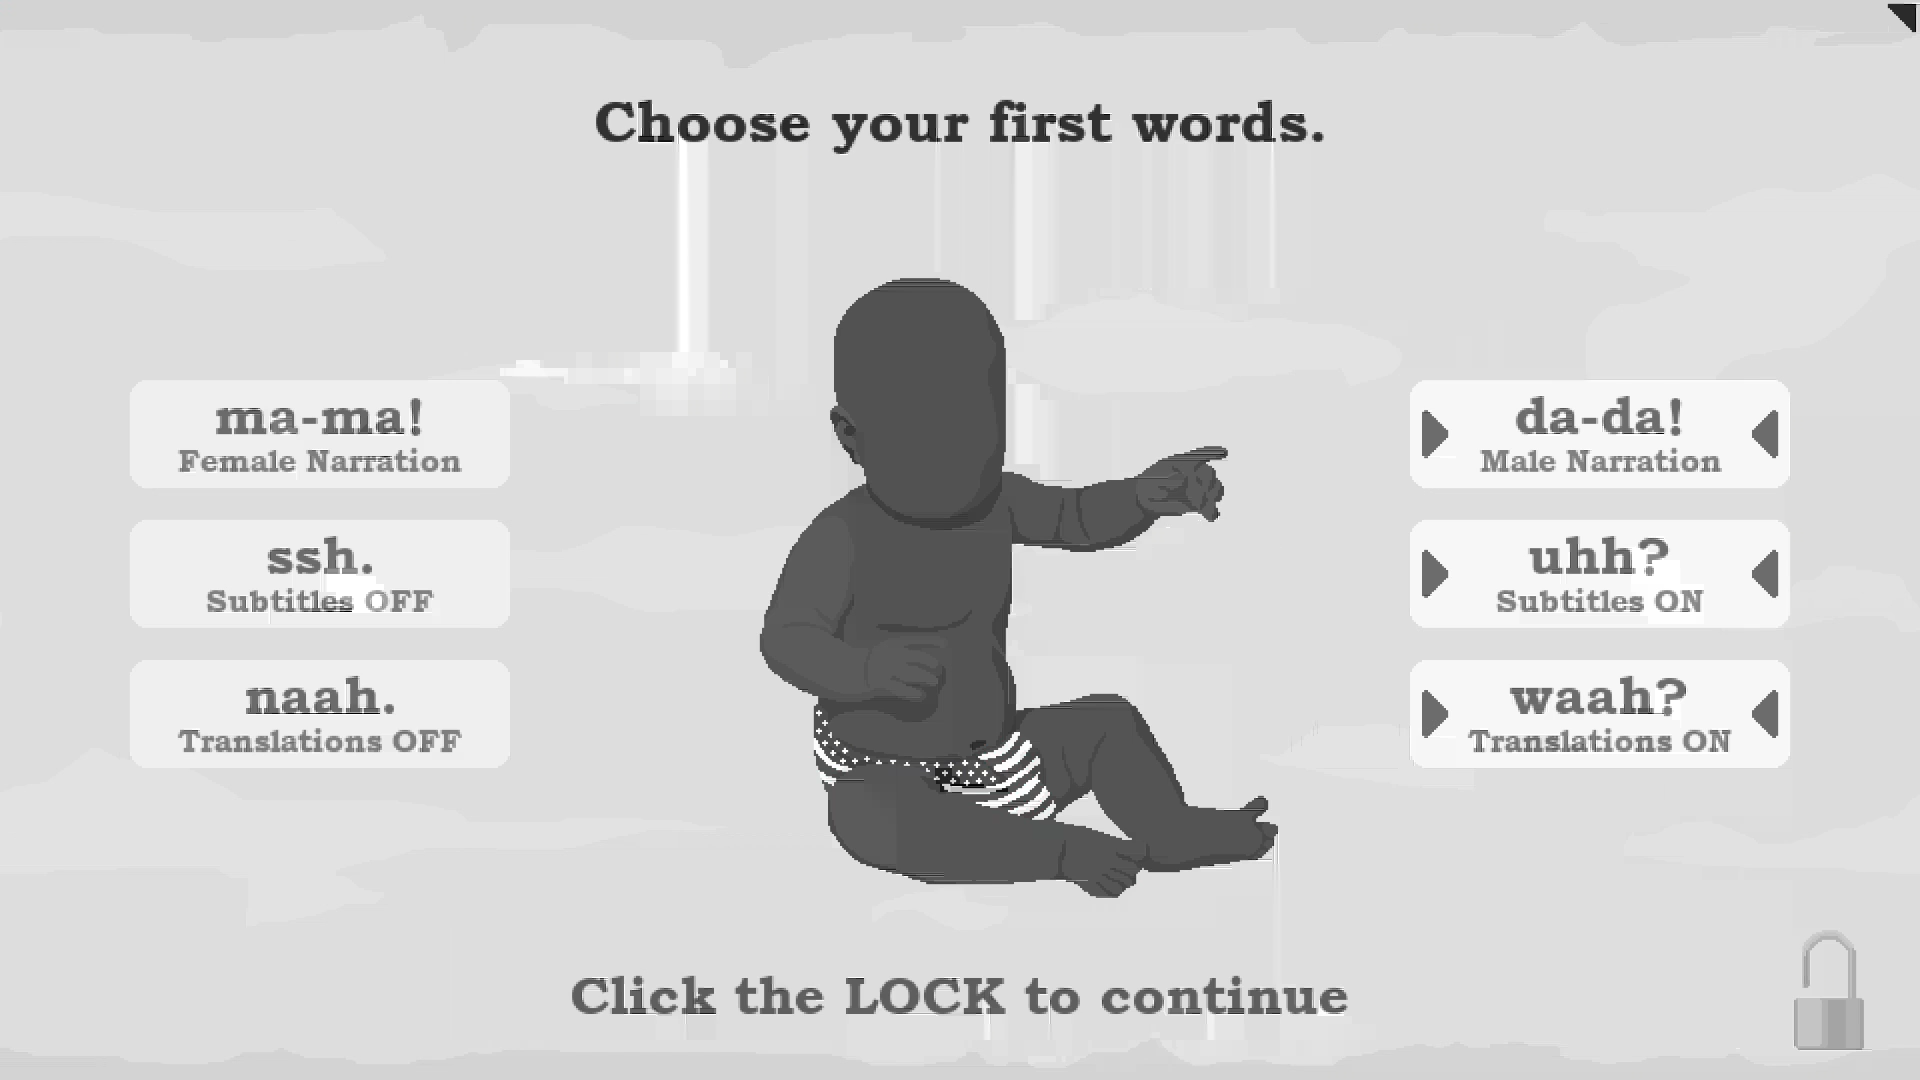 Choose your first words.
ma-ma!
Female Narration
ssh.
Subtitles OFF
naah.
Translations OFF
da-da!
Male Narration
uhh?
Subtitles ON
waah?
Translations ON
Click the LOCK to continue